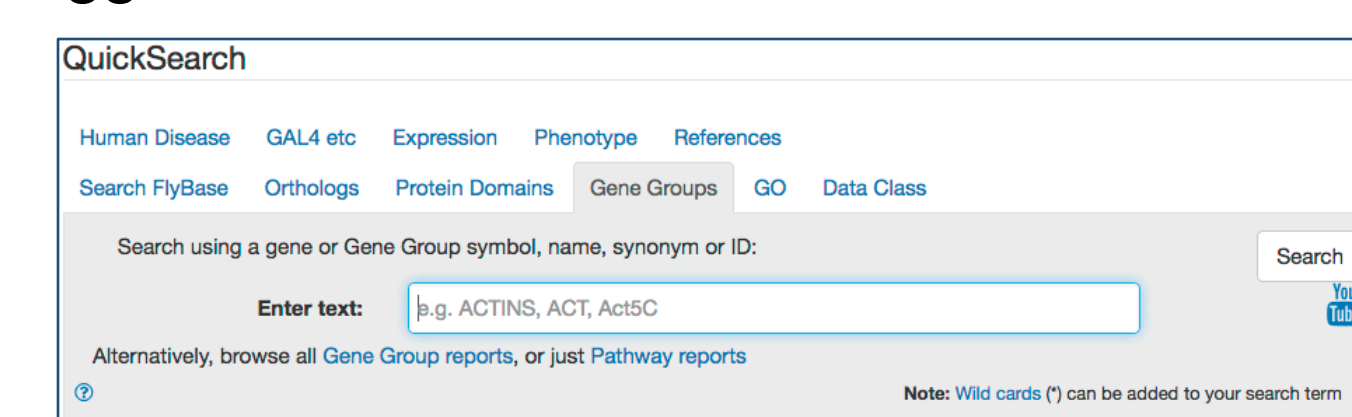 QuickSearch
Human Disease GAL4 etc Expression Phenotype References
Search FlyBase Orthologs Protein Domains Gene Groups GO Data Class
Search using a gene or Gene Group symbol, name, synonym or ID:
Search
Enter text: e.g. ACTINS, ACT, Act5C
Alternatively, browse all Gene Group reports, or just Pathway reports
? Note: Wild cards (*) can be added to your search term